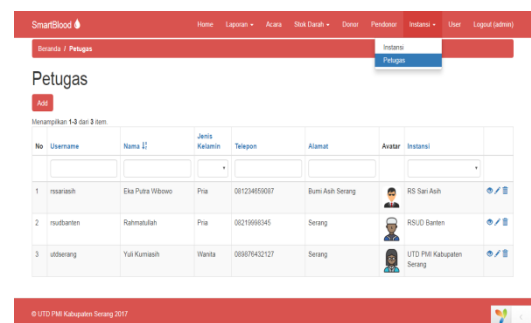 SmartBlood
Home Laporan Acara Stok Darah Donor Pendonor Instansi User Logout (admin)
Instansi
Petugas
Beranda / Petugas
Petugas
Add
Menampilkan 1-3 dari 3 item.
No Username Nama Jenis Kelamin Telepon Alamat Avatar Instansi
1 rssariasih Eka Putra Wibowo Pria 081234659087 Bumi Asih Serang RS Sari Asih
2 rsudbanten Rahmatullah Pria 08219998345 Serang RSUD Banten
3 utdserang Yuli Kurniasih Wanita 089876432127 Serang UTD PMI Kabupaten Serang
© UTD PMI Kabupaten Serang 2017